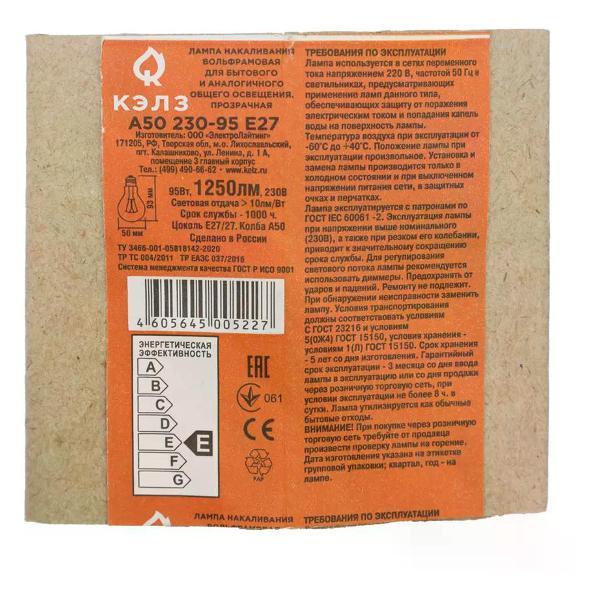 КЭЛЗ
ЛАМПА НАКАЛИВАНИЯ
ВОЛЬФРАМОВАЯ
ДЛЯ БЫТОВОГО
И АНАЛОГИЧНОГО
ОБЩЕГО ОСВЕЩЕНИЯ.
ПРОЗРАЧНАЯ
А50 230-95 Е27
Изготовитель: ООО «ЭлектроЛайтинг»
171205, РФ, Тверская обл., м.о. Лихославльский,
пгт. Калашниково, ул. Ленина, д. 1 А,
помещение 3 главный корпус
Тел.: (499) 490-66-62 • www.kelz.ru
93 мм
50 мм
95Вт, 1250лм, 230В
Световая отдача > 10лм/Вт
Срок службы - 1000 ч.
Цоколь Е27/27. Колба А50
Сделано в России
ТУ 3466-001-05818142-2020
ТР ТС 004/2011 ТР ЕАЭС 037/2016
Система менеджмента качества ГОСТ Р ИСО 9001
4 605645 005227
ЭНЕРГЕТИЧЕСКАЯ
ЭФФЕКТИВНОСТЬ
A
B
C
D
E E
F
G
ЕАС
061
CE
PAP
ТРЕБОВАНИЯ ПО ЭКСПЛУАТАЦИИ
Лампа используется в сетях переменного
тока напряжением 220 В, частотой 50 Гц и
светильниках, предусматривающих
применение ламп данного типа,
обеспечивающих защиту от поражения
электрическим током и попадания капель
воды на поверхность лампы.
Температура воздуха при эксплуатации от
-60°С до +40°С. Положение лампы при
эксплуатации произвольное. Установка и
замена лампы производится только в
холодном состоянии и при выключенном
напряжении питания сети, в защитных
очках и перчатках.
Лампа эксплуатируется с патронами по
ГОСТ IEC 60061 -2. Эксплуатация лампы
при напряжении выше номинального
(230В), а также при резком его колебании,
приводит к значительному сокращению
срока службы. Для регулирования
светового потока лампы рекомендуется
использовать диммеры. Предохранять от
ударов и падений. Ремонту не подлежит.
При обнаружении неисправности заменить
лампу. Условия транспортирования
должны соответствовать условиям
С ГОСТ 23216 и условиям
5(ОЖ4) ГОСТ 15150, условия хранения -
условиям 1(Л) ГОСТ 15150. Срок хранения
- 5 лет со дня изготовления. Гарантийный
срок эксплуатации - 3 месяца со дня ввода
лампы в эксплуатацию или со дня продажи
через розничную торговую сеть, при
условии эксплуатации не более 8 ч. в
сутки. Лампа утилизируется как обычные
бытовые отходы.
ВНИМАНИЕ! При покупке через розничную
торговую сеть требуйте от продавца
произвести проверку лампы на горение.
Дата изготовления указана на этикетке
групповой упаковки; квартал, год - на
лампе.
ЛАМПА НАКАЛИВАНИЯ
ВОЛЬФРАМОВАЯ
ТРЕБОВАНИЯ ПО ЭКСПЛУАТАЦИИ